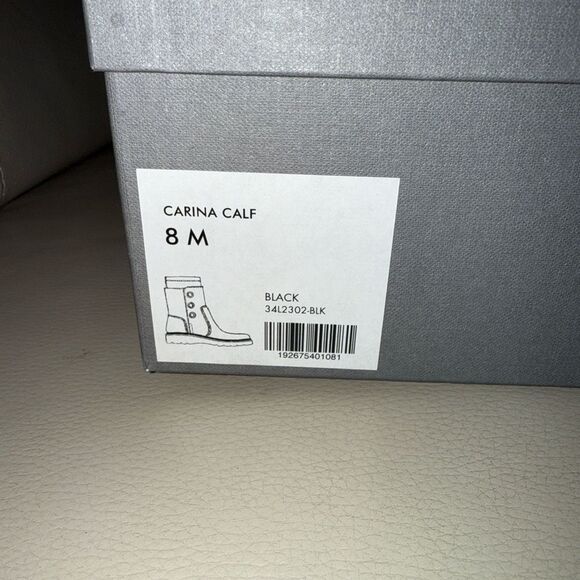 CARINA CALF
8 M
BLACK
34L2302-BLK
192675401081